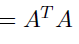 = A^T A